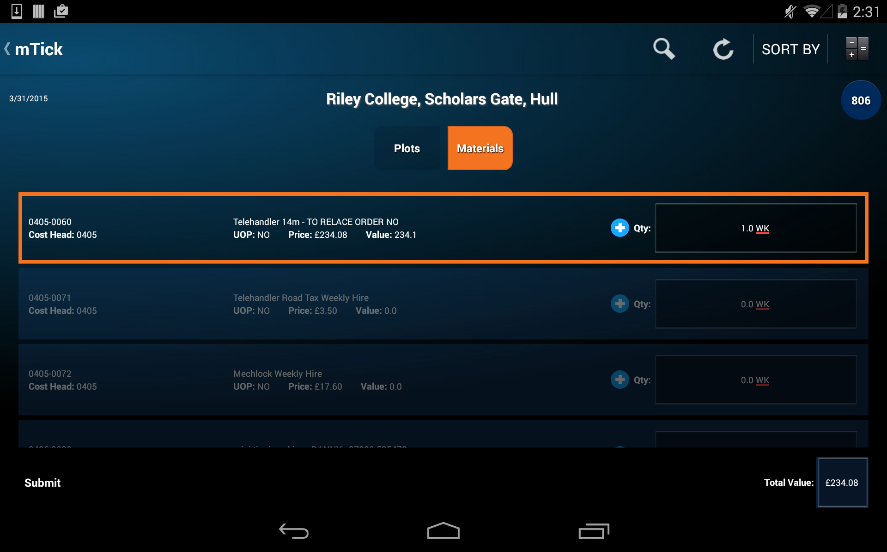 2:31
mTick
SORT BY
3/31/2015
Riley College, Scholars Gate, Hull
806
Plots
Materials
0405-0060
Cost Head: 0405
Telehandler 14m - TO RELACE ORDER NO
UOP: NO Price: £234.08 Value: 234.1
Qty:
1.0 WK
0405-0071
Cost Head: 0405
Telehandler Road Tax Weekly Hire
UOP: NO Price: £3.50 Value: 0.0
Qty:
0.0 WK
0405-0072
Cost Head: 0405
Mechlock Weekly Hire
UOP: NO Price: £17.60 Value: 0.0
Qty:
0.0 WK
Submit
Total Value:
£234.08